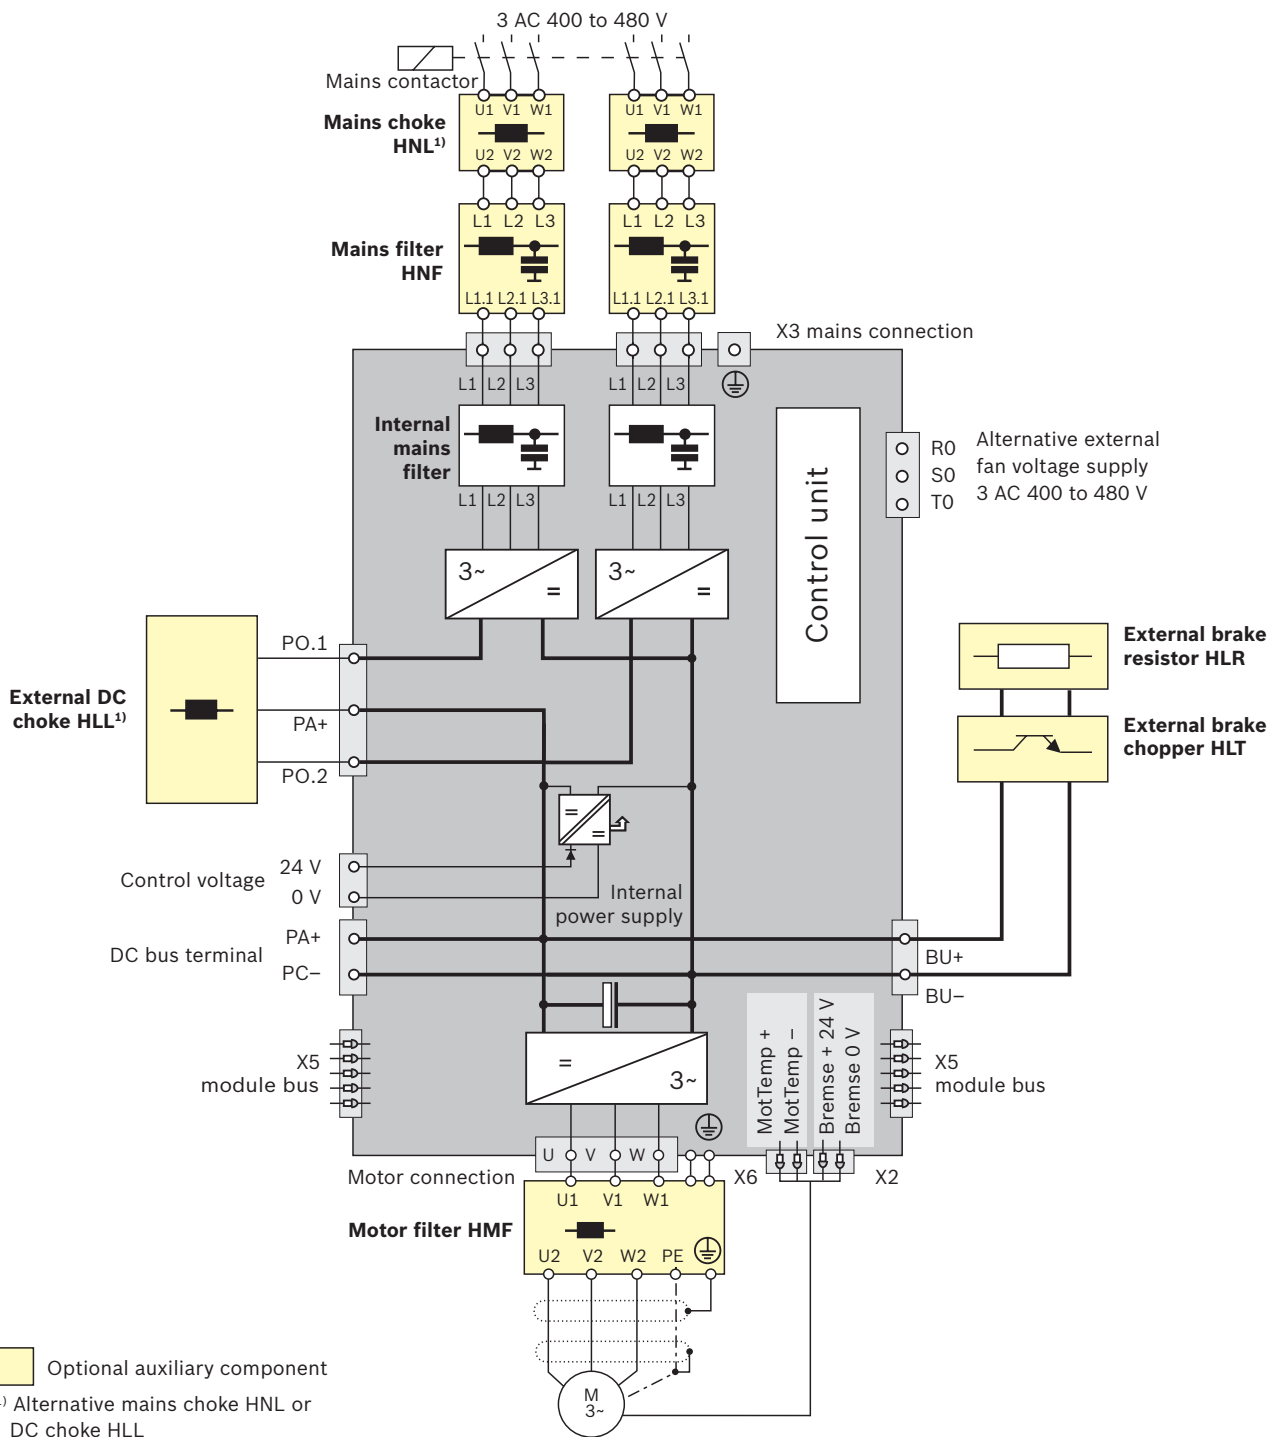 3 AC 400 to 480 V
Mains contactor
U1 V1 W1
U1 V1 W1
Mains choke
HNL¹⁾
U2 V2 W2
U2 V2 W2
L1 L2 L3
L1 L2 L3
Mains filter
HNF
L1.1 L2.1 L3.1
L1.1 L2.1 L3.1
X3 mains connection
L1 L2 L3
L1 L2 L3
Internal
mains
filter
L1 L2 L3
L1 L2 L3
Control unit
R0
S0
T0
Alternative external
fan voltage supply
3 AC 400 to 480 V
3~ =
3~ =
PO.1
PA+
PO.2
External DC
choke HLL¹⁾
External brake
resistor HLR
External brake
chopper HLT
= =
Control voltage
24 V
0 V
Internal
power supply
DC bus terminal
PA+
PC–
BU+
BU–
X5
module bus
= 3~
MotTemp +
MotTemp –
Bremse + 24 V
Bremse 0 V
X5
module bus
U V W
Motor connection
X6
X2
U1 V1 W1
Motor filter HMF
U2 V2 W2 PE
M
3~
Optional auxiliary component
¹⁾ Alternative mains choke HNL or
DC choke HLL